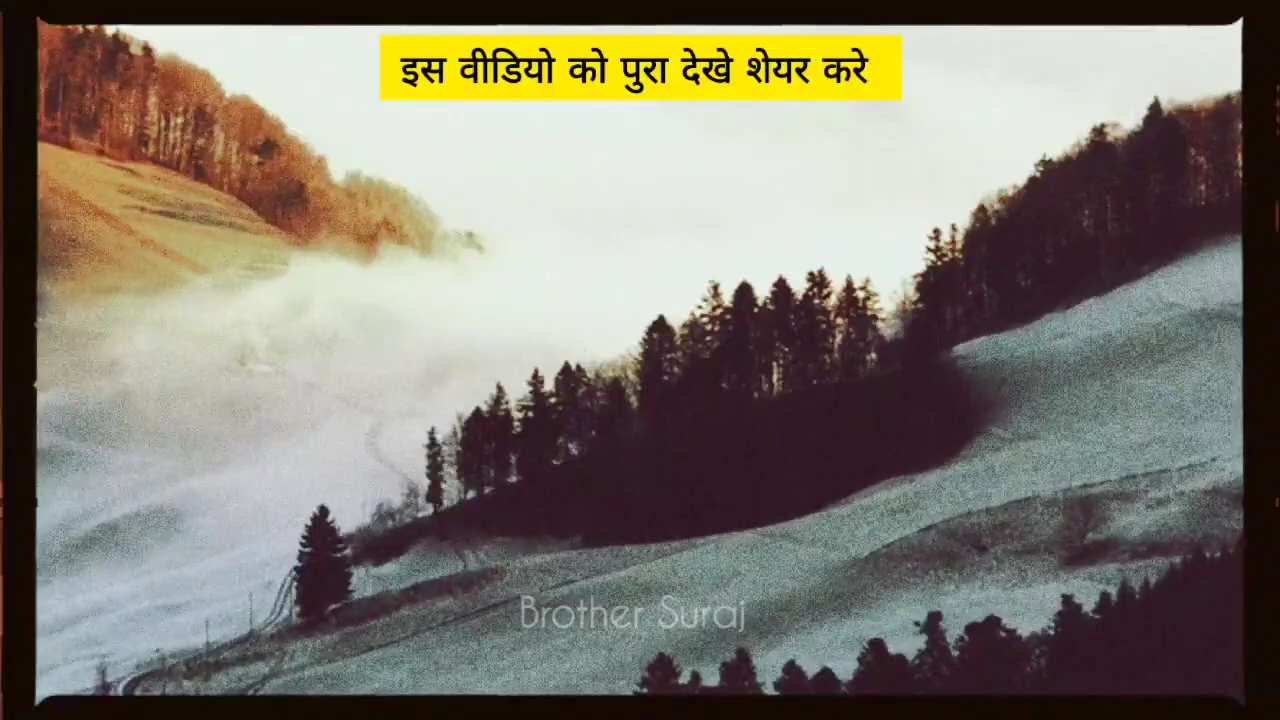 इस वीडियो को पुरा देखे शेयर करे
Brother Suraj